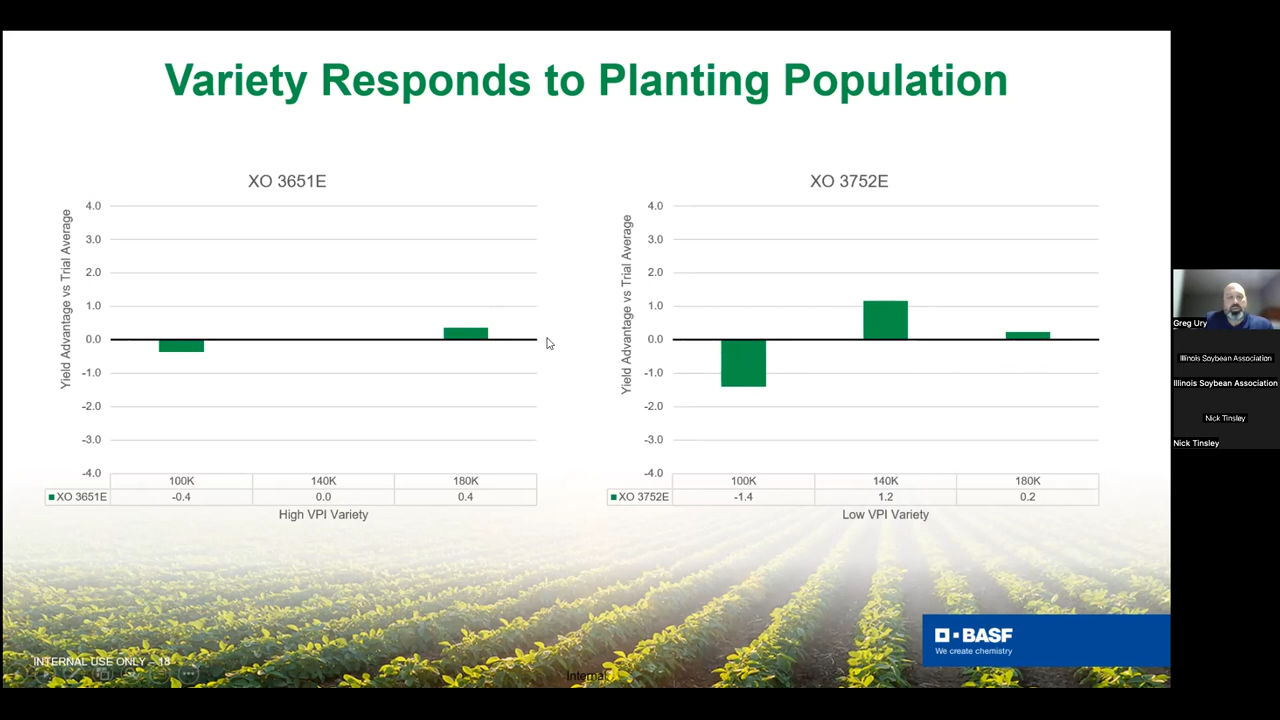 Variety Responds to Planting Population
XO 3651E
Yield Advantage vs Trial Average
4.0
3.0
2.0
1.0
0.0
-1.0
-2.0
-3.0
-4.0
100K 140K 180K
XO 3651E -0.4 0.0 0.4
High VPI Variety
XO 3752E
Yield Advantage vs Trial Average
4.0
3.0
2.0
1.0
0.0
-1.0
-2.0
-3.0
-4.0
100K 140K 180K
XO 3752E -1.4 1.2 0.2
Low VPI Variety
Greg Ury
Illinois Soybean Association
Illinois Soybean Association
Nick Tinsley
Nick Tinsley
BASF
We create chemistry
INTERNAL USE ONLY - 18
Internal